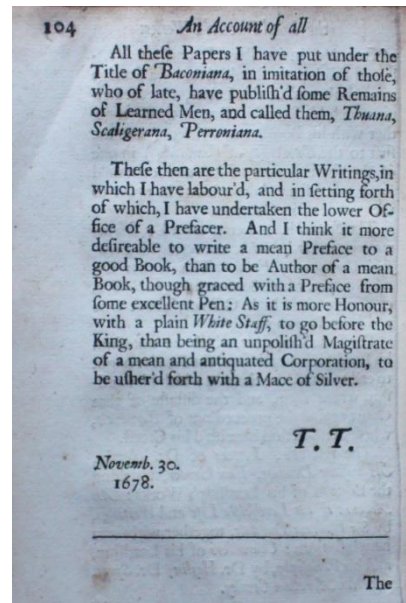 104 An Account of all
All theſe Papers I have put under the
Title of Baconiana, in imitation of thoſe,
who of late, have publiſh'd ſome Remains
of Learned Men, and called them, Thuana,
Scaligerana, Perroniana.
Theſe then are the particular Writings,in
which I have labour'd, and in ſetting forth
of which, I have undertaken the lower Of-
fice of a Prefacer. And I think it more
deſireable to write a mean Preface to a
good Book, than to be Author of a mean
Book, though graced with a Preface from
ſome excellent Pen: As it is more Honour,
with a plain White Staff, to go before the
King, than being an unpoliſh'd Magiſtrate
of a mean and antiquated Corporation, to
be uſher'd forth with a Mace of Silver.
T. T.
Novemb. 30.
1678.
The